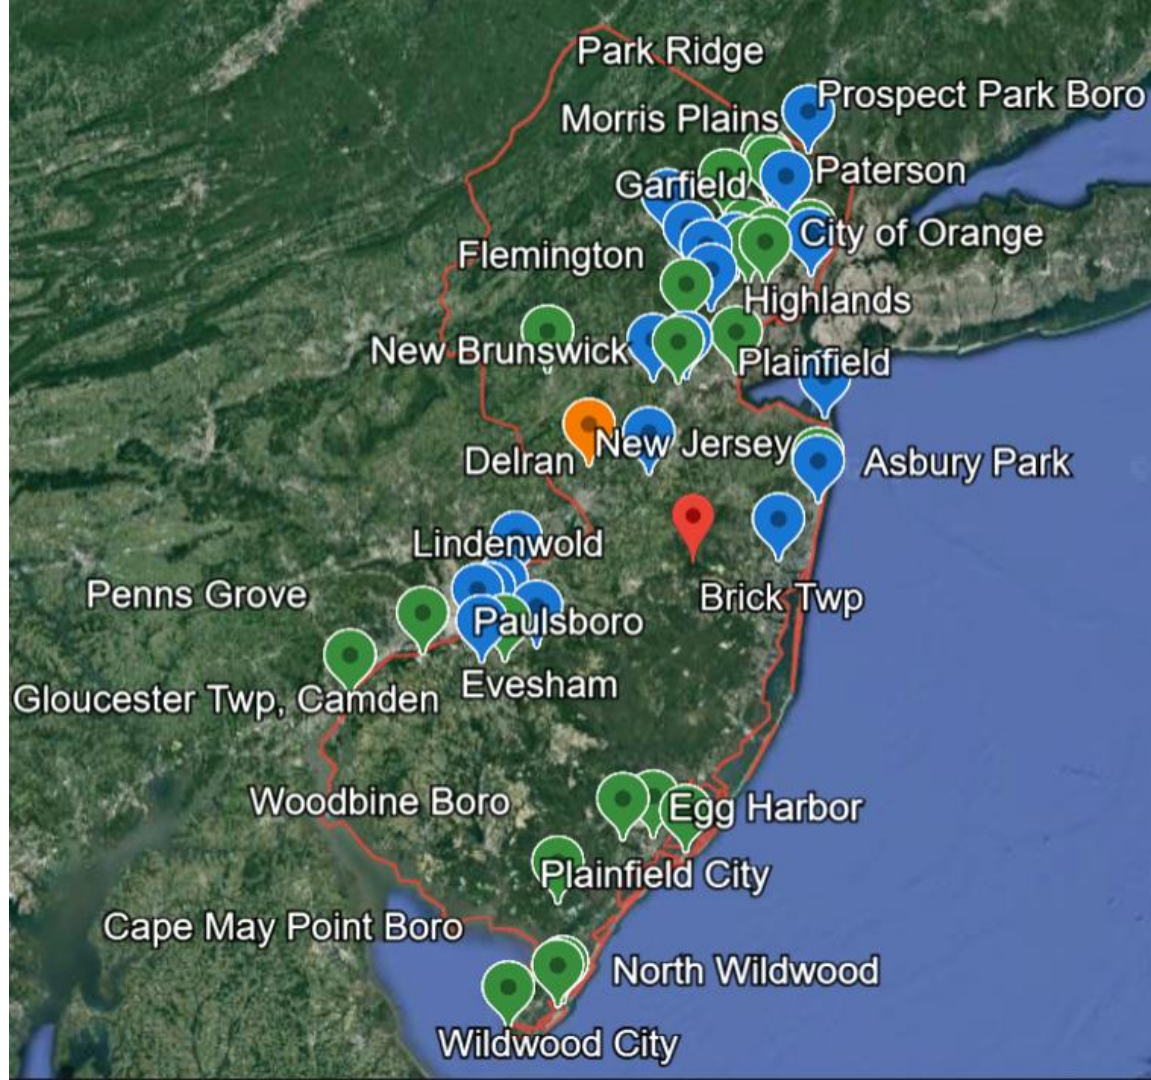 Park Ridge
Prospect Park Boro
Morris Plains
Paterson
Garfield
City of Orange
Flemington
Highlands
New Brunswick
Plainfield
New Jersey
Delran
Asbury Park
Lindenwold
Penns Grove
Brick Twp
Paulsboro
Evesham
Gloucester Twp, Camden
Woodbine Boro
Egg Harbor
Plainfield City
Cape May Point Boro
North Wildwood
Wildwood City